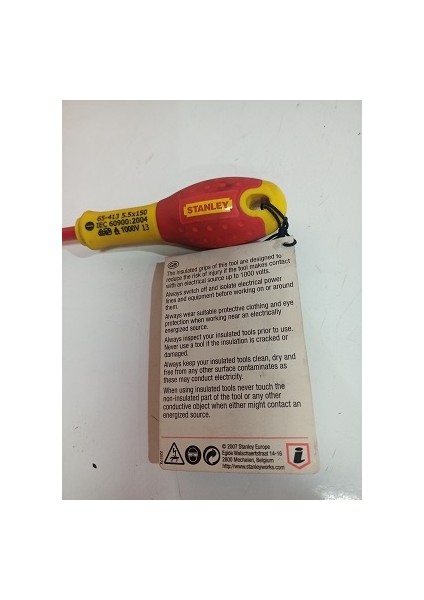 STANLEY
65-413 5.5x150
IEC 60900:2004
1000V 13
GB
The insulated grips of this tool are designed to
reduce the risk of injury if the tool makes contact
with an electrical source up to 1000 volts.
Always switch off and isolate electrical power
lines and equipment before working on or around
them.
Always wear suitable protective clothing and eye
protection when working near an electrically
energized source.
Always inspect your insulated tools prior to use.
Never use a tool if the insulation is cracked or
damaged.
Always keep your insulated tools clean, dry and
free from any other surface contaminates as
these may conduct electricity.
When using insulated tools never touch the
non-insulated part of the tool or any other
conductive object when either might contact an
energized source.
© 2007 Stanley Europe
Egide Walschaertsstraat 14-16
2800 Mechelen, Belgium
http://www.stanleyworks.com